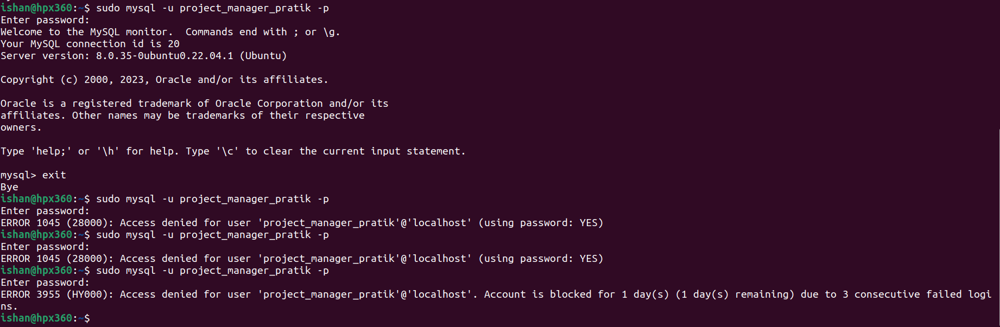 ishan@hpx360:~$ sudo mysql -u project_manager_pratik -p
Enter password:
Welcome to the MySQL monitor.  Commands end with ; or \g.
Your MySQL connection id is 20
Server version: 8.0.35-0ubuntu0.22.04.1 (Ubuntu)

Copyright (c) 2000, 2023, Oracle and/or its affiliates.

Oracle is a registered trademark of Oracle Corporation and/or its
affiliates. Other names may be trademarks of their respective
owners.

Type 'help;' or '\h' for help. Type '\c' to clear the current input statement.

mysql> exit
Bye
ishan@hpx360:~$ sudo mysql -u project_manager_pratik -p
Enter password:
ERROR 1045 (28000): Access denied for user 'project_manager_pratik'@'localhost' (using password: YES)
ishan@hpx360:~$ sudo mysql -u project_manager_pratik -p
Enter password:
ERROR 1045 (28000): Access denied for user 'project_manager_pratik'@'localhost' (using password: YES)
ishan@hpx360:~$ sudo mysql -u project_manager_pratik -p
Enter password:
ERROR 3955 (HY000): Access denied for user 'project_manager_pratik'@'localhost'. Account is blocked for 1 day(s) (1 day(s) remaining) due to 3 consecutive failed logi
ns.
ishan@hpx360:~$